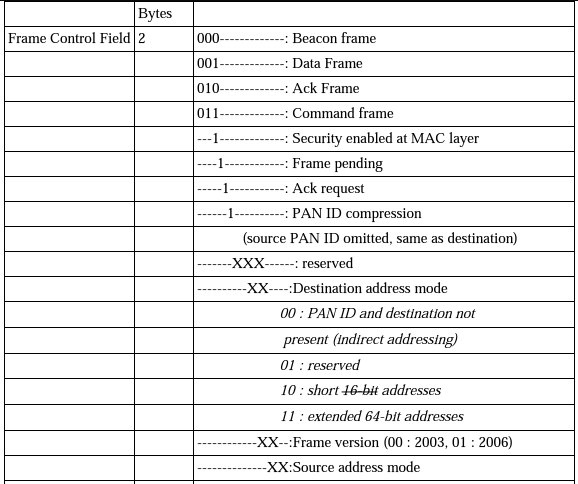 Bytes
Frame Control Field 2 000-------------: Beacon frame
001-------------: Data Frame
010-------------: Ack Frame
011-------------: Command frame
---1------------: Security enabled at MAC layer
----1-----------: Frame pending
-----1----------: Ack request
------1---------: PAN ID compression
(source PAN ID omitted, same as destination)
-------XXX------: reserved
----------XX----:Destination address mode
00 : PAN ID and destination not
present (indirect addressing)
01 : reserved
10 : short 16-bit addresses
11 : extended 64-bit addresses
------------XX--:Frame version (00 : 2003, 01 : 2006)
--------------XX:Source address mode